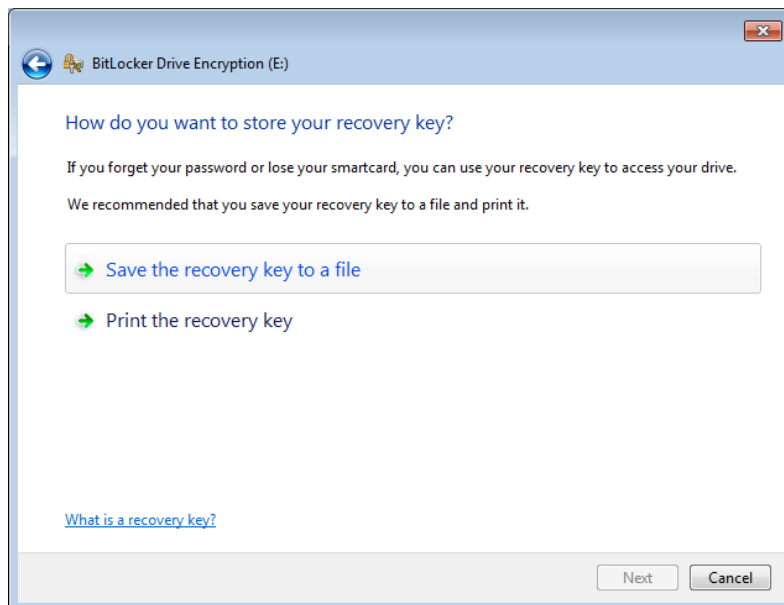 BitLocker Drive Encryption (E:)
How do you want to store your recovery key?
If you forget your password or lose your smartcard, you can use your recovery key to access your drive.
We recommended that you save your recovery key to a file and print it.
Save the recovery key to a file
Print the recovery key
What is a recovery key?
Next Cancel